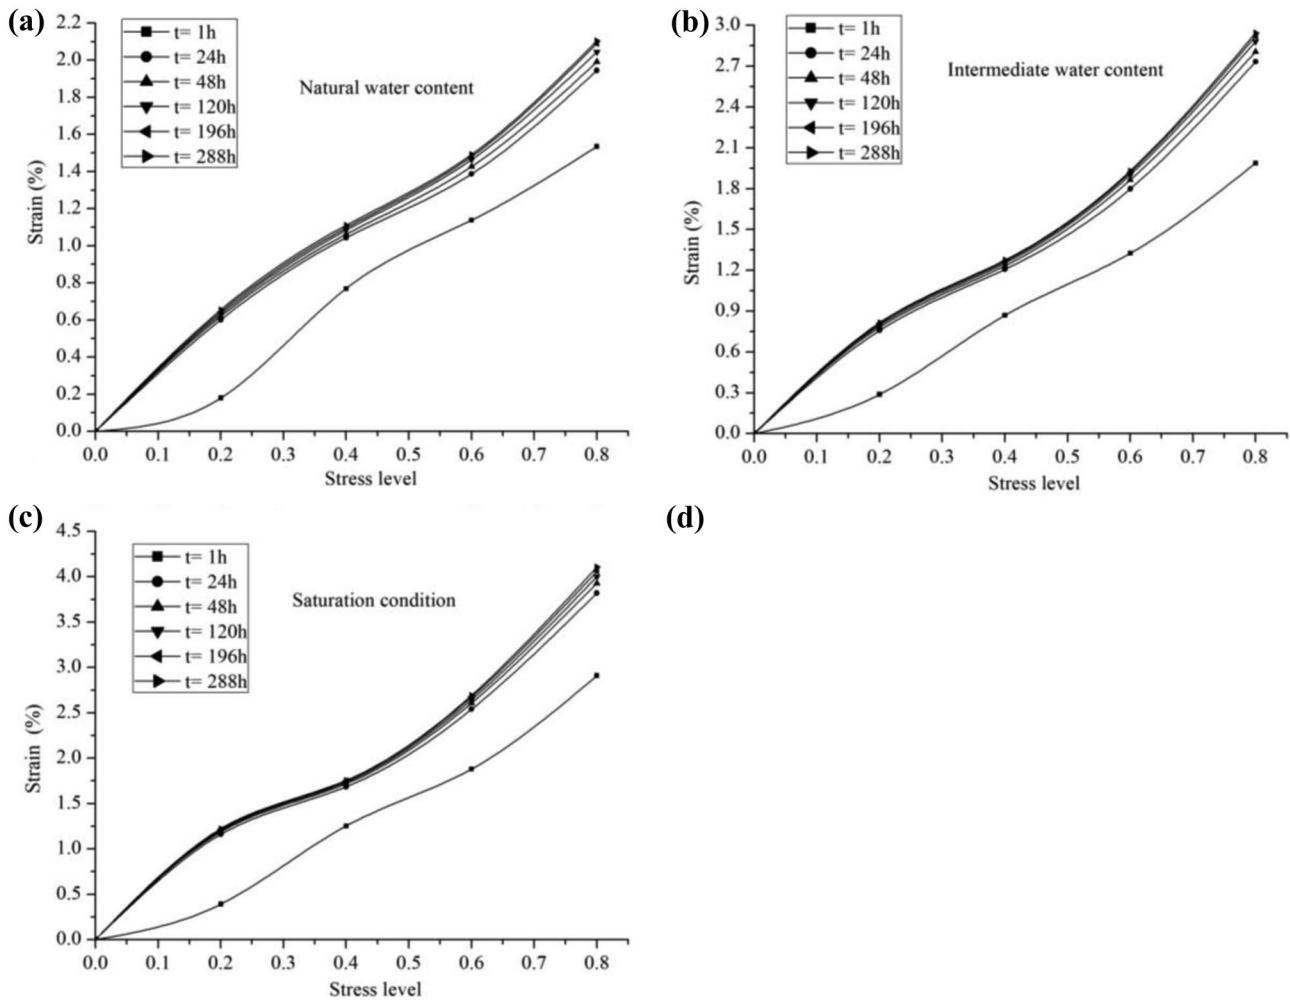 (a)
2.2
2.0
1.8
1.6
1.4
1.2
1.0
0.8
0.6
0.4
0.2
0.0
Strain (%)
t= 1h
t= 24h
t= 48h
t= 120h
t= 196h
t= 288h
Natural water content
0.0 0.1 0.2 0.3 0.4 0.5 0.6 0.7 0.8
Stress level
(b)
3.0
2.7
2.4
2.1
1.8
1.5
1.2
0.9
0.6
0.3
0.0
Strain (%)
t= 1h
t= 24h
t= 48h
t= 120h
t= 196h
t= 288h
Intermediate water content
0.0 0.1 0.2 0.3 0.4 0.5 0.6 0.7 0.8
Stress level
(c)
4.5
4.0
3.5
3.0
2.5
2.0
1.5
1.0
0.5
0.0
Strain (%)
t= 1h
t= 24h
t= 48h
t= 120h
t= 196h
t= 288h
Saturation condition
0.0 0.1 0.2 0.3 0.4 0.5 0.6 0.7 0.8
Stress level
(d)